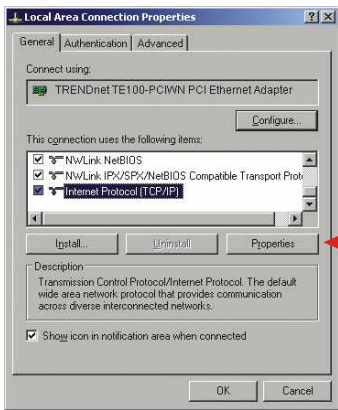 Local Area Connection Properties
General Authentication Advanced
Connect using:
TRENDnet TE100-PCIWN PCI Ethernet Adapter
Configure...
This connection uses the following items:
NWLink NetBIOS
NWLink IPX/SPX/NetBIOS Compatible Transport Prot
Internet Protocol (TCP/IP)
Install... Uninstall Properties
Description
Transmission Control Protocol/Internet Protocol. The default
wide area network protocol that provides communication
across diverse interconnected networks.
Show icon in notification area when connected
OK Cancel